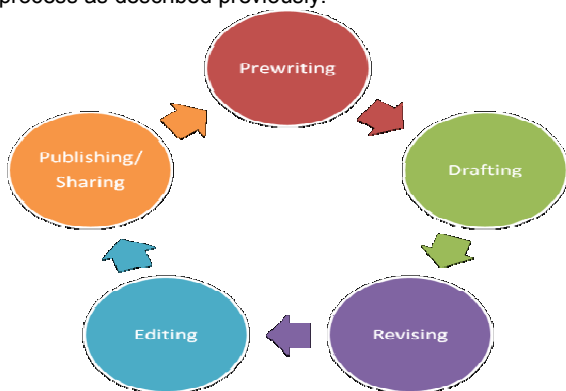 process as described previously.
Prewriting
Drafting
Revising
Editing
Publishing/
Sharing